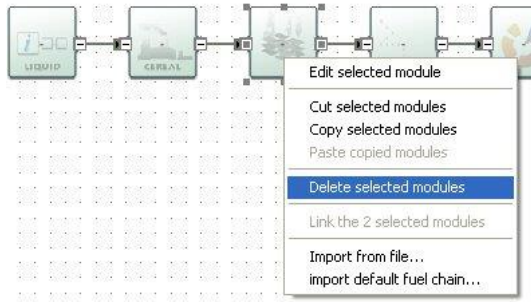 LIQUID
CEREAL
Edit selected module
Cut selected modules
Copy selected modules
Paste copied modules
Delete selected modules
Link the 2 selected modules
Import from file...
import default fuel chain...